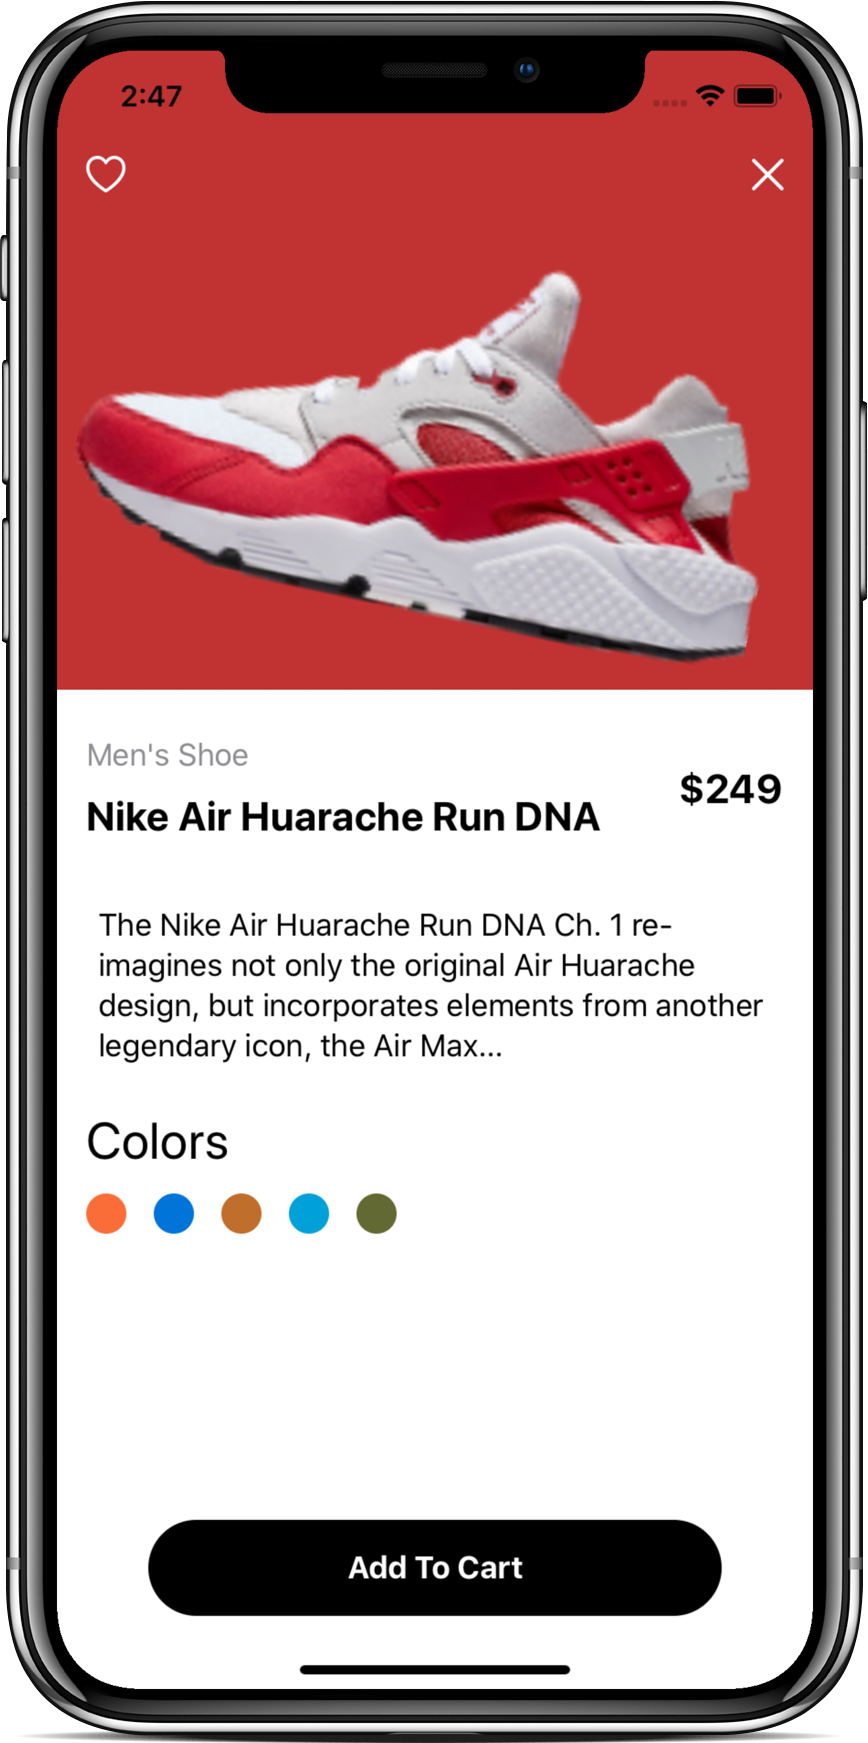 2:47
Men's Shoe
$249
Nike Air Huarache Run DNA
The Nike Air Huarache Run DNA Ch. 1 re-
imagines not only the original Air Huarache
design, but incorporates elements from another
legendary icon, the Air Max...
Colors
Add To Cart